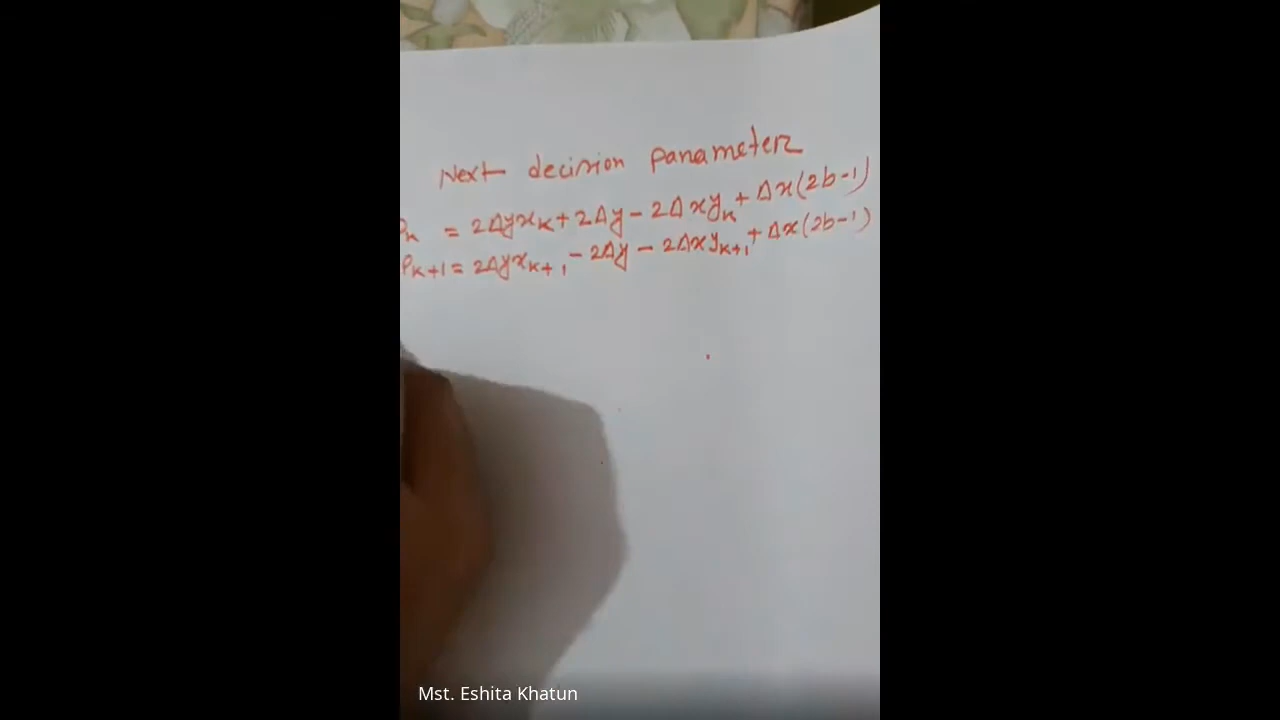 Next decision parameter
Pk = 2Δyxk + 2Δy - 2Δxyk + Δx(2b-1)
Pk+1 = 2Δyxk+1 - 2Δy - 2Δxyk+1 + Δx(2b-1)
Mst. Eshita Khatun